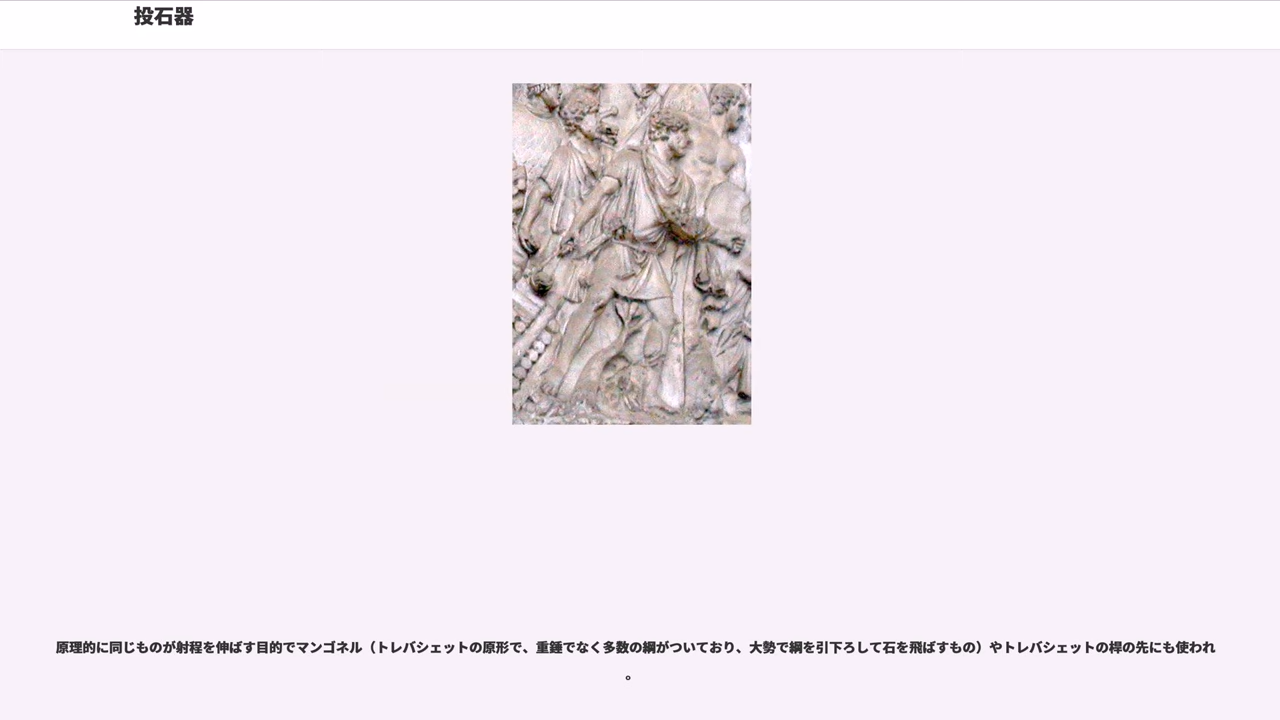 投石器
原理的に同じものが射程を伸ばす目的でマンゴネル（トレバシェットの原形で、重錘でなく多数の綱がついており、大勢で綱を引下ろして石を飛ばすもの）やトレバシェットの桿の先にも使われ
。